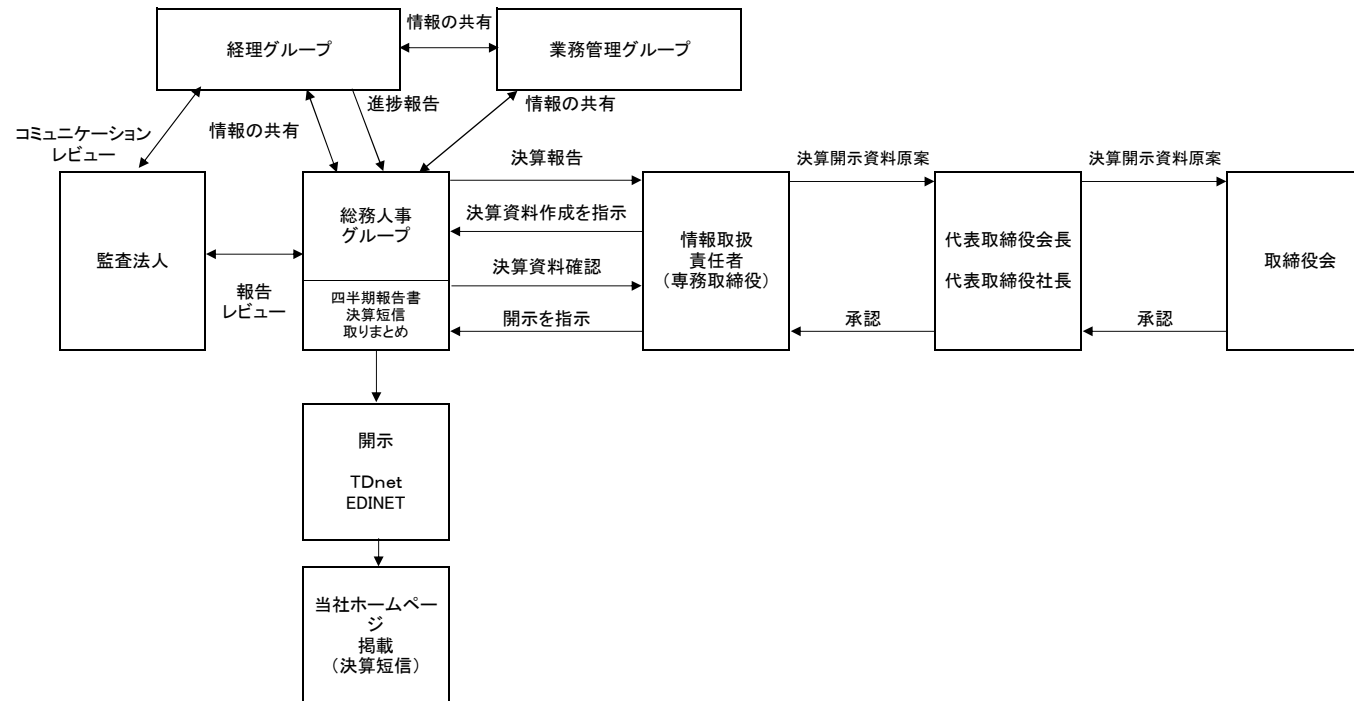 情報の共有
経理グループ
業務管理グループ
進捗報告
情報の共有
情報の共有
コミュニケーション
レビュー
決算報告
決算開示資料原案
決算開示資料原案
総務人事
グループ
決算資料作成を指示
監査法人
情報取扱
責任者
（専務取締役）
代表取締役会長
代表取締役社長
取締役会
決算資料確認
報告
レビュー
四半期報告書
決算短信
取りまとめ
開示を指示
承認
承認
開示
TDnet
EDINET
当社ホームペー
ジ
掲載
（決算短信）